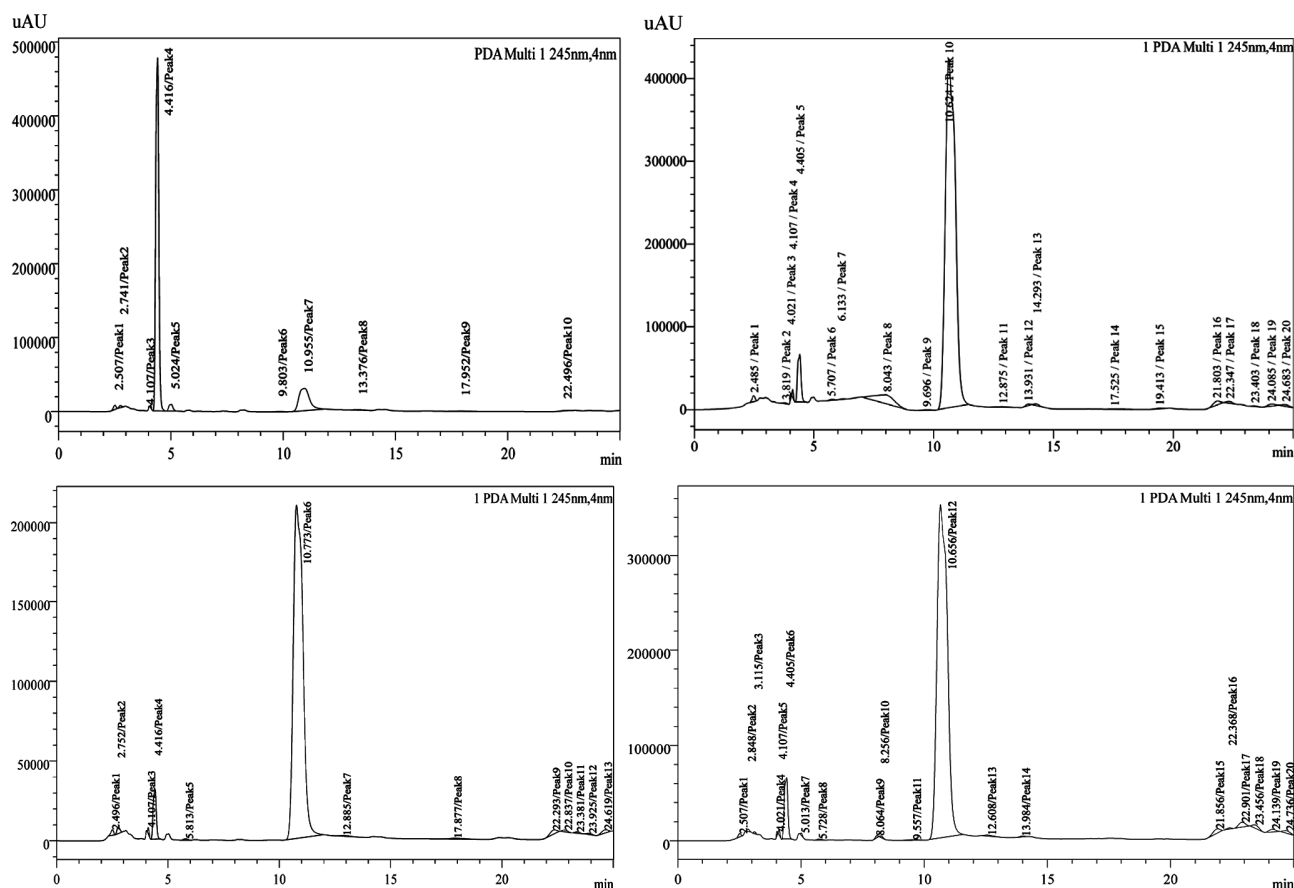 uAU
PDA Multi 1 245nm,4nm
500000
400000
300000
200000
100000
0
2.507/Peak1
2.741/Peak2
4.107/Peak3
4.416/Peak4
5.024/Peak5
9.803/Peak6
10.955/Peak7
13.376/Peak8
17.952/Peak9
22.496/Peak10
0
5
10
15
20
min
uAU
1 PDA Multi 1 245nm,4nm
400000
300000
200000
100000
0
2.485 / Peak 1
3.819 / Peak 2
4.021 / Peak 3
4.107 / Peak 4
4.405 / Peak 5
5.707 / Peak 6
6.133 / Peak 7
8.043 / Peak 8
9.696 / Peak 9
10.624 / Peak 10
12.875 / Peak 11
13.931 / Peak 12
14.293 / Peak 13
17.525 / Peak 14
19.413 / Peak 15
21.803 / Peak 16
22.347 / Peak 17
23.403 / Peak 18
24.085 / Peak 19
24.683 / Peak 20
0
5
10
15
20
min
1 PDA Multi 1 245nm,4nm
200000
150000
100000
50000
0
2.496/Peak1
2.752/Peak2
4.107/Peak3
4.416/Peak4
5.813/Peak5
10.773/Peak6
12.885/Peak7
17.877/Peak8
22.293/Peak9
22.837/Peak10
23.381/Peak11
23.925/Peak12
24.619/Peak13
0
5
10
15
20
min
1 PDA Multi 1 245nm,4nm
300000
200000
100000
0
2.507/Peak1
2.848/Peak2
3.115/Peak3
4.021/Peak4
4.107/Peak5
4.405/Peak6
5.013/Peak7
5.728/Peak8
8.064/Peak9
8.256/Peak10
9.557/Peak11
10.656/Peak12
12.608/Peak13
13.984/Peak14
21.856/Peak15
22.368/Peak16
22.901/Peak17
23.456/Peak18
24.139/Peak19
24.736/Peak20
0
5
10
15
20
min